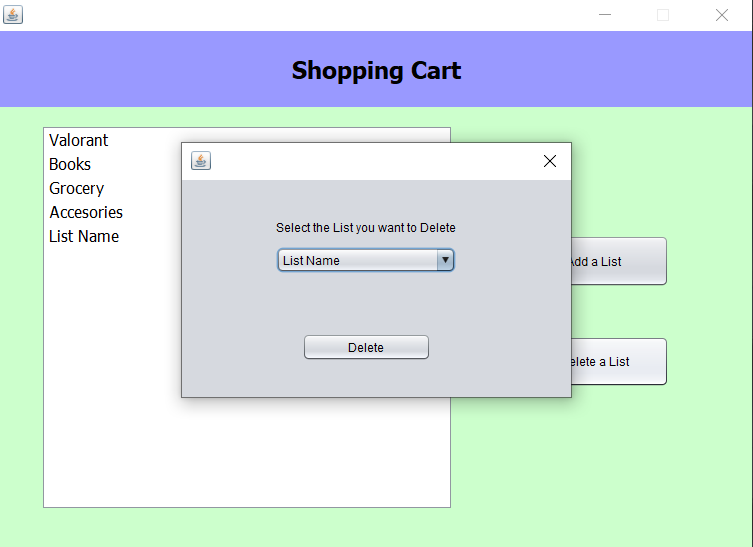 Shopping Cart
Valorant
Books
Grocery
Accesories
List Name
Select the List you want to Delete
List Name
Delete
Add a List
elete a List